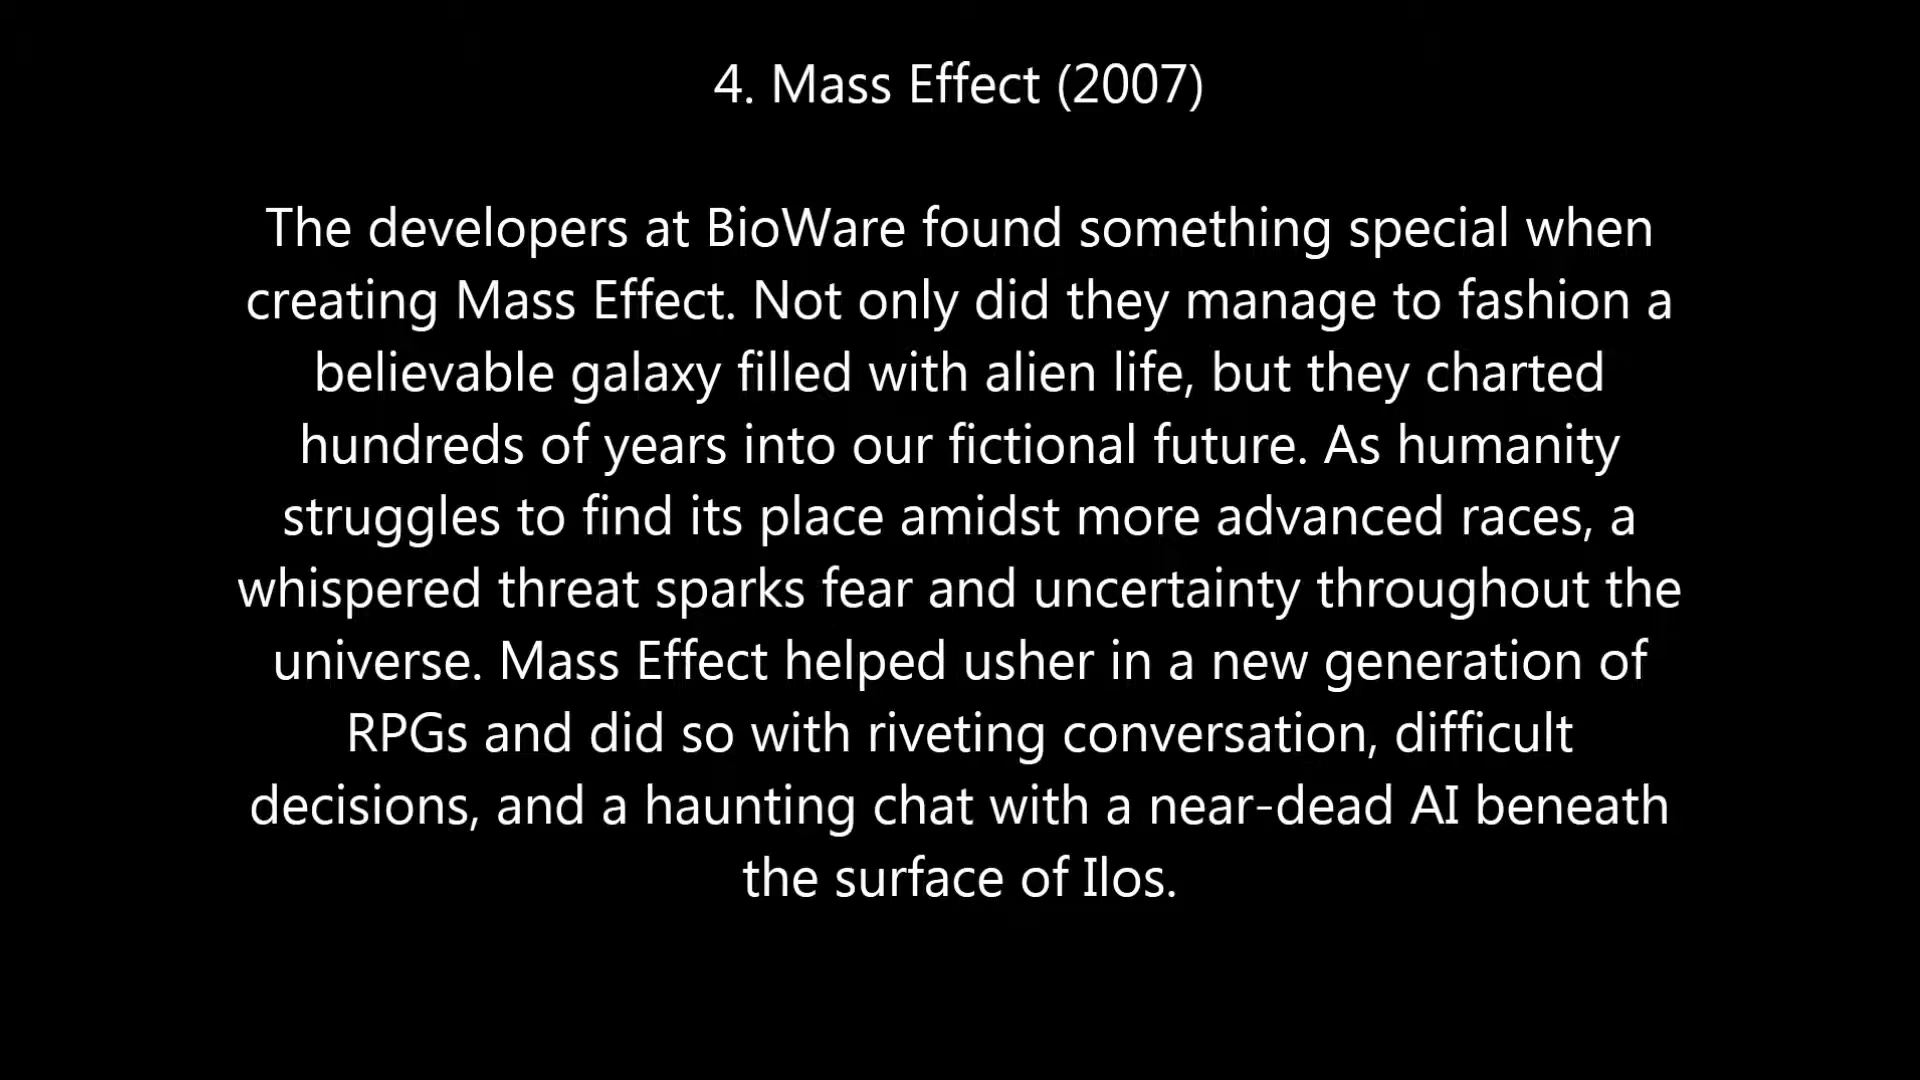 4. Mass Effect (2007)
The developers at BioWare found something special when
creating Mass Effect. Not only did they manage to fashion a
believable galaxy filled with alien life, but they charted
hundreds of years into our fictional future. As humanity
struggles to find its place amidst more advanced races, a
whispered threat sparks fear and uncertainty throughout the
universe. Mass Effect helped usher in a new generation of
RPGs and did so with riveting conversation, difficult
decisions, and a haunting chat with a near-dead AI beneath
the surface of Ilos.